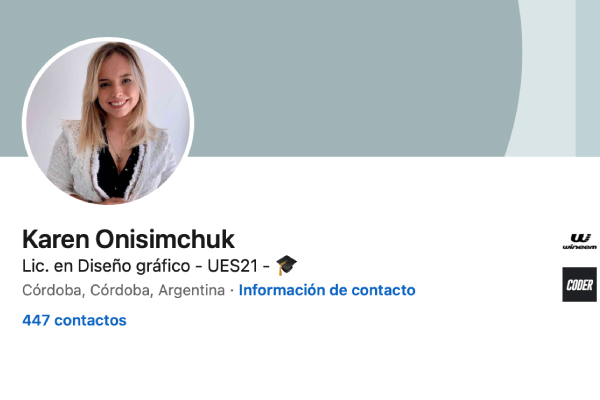 Karen Onisimchuk
Lic. en Diseño gráfico - UES21 - 🎓
Córdoba, Córdoba, Argentina · Información de contacto
447 contactos
wineem
CODER